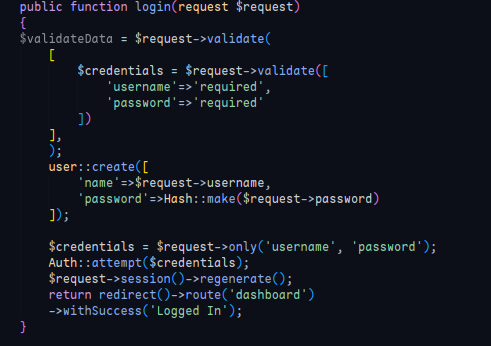 public function login(request $request)
{
$validateData = $request->validate(
[
$credentials = $request->validate([
'username'=>'required',
'password'=>'required'
])
],
);
user::create([
'name'=>$request->username,
'password'=>Hash::make($request->password)
]);
$credentials = $request->only('username', 'password');
Auth::attempt($credentials);
$request->session()->regenerate();
return redirect()->route('dashboard')
->withSuccess('Logged In');
}